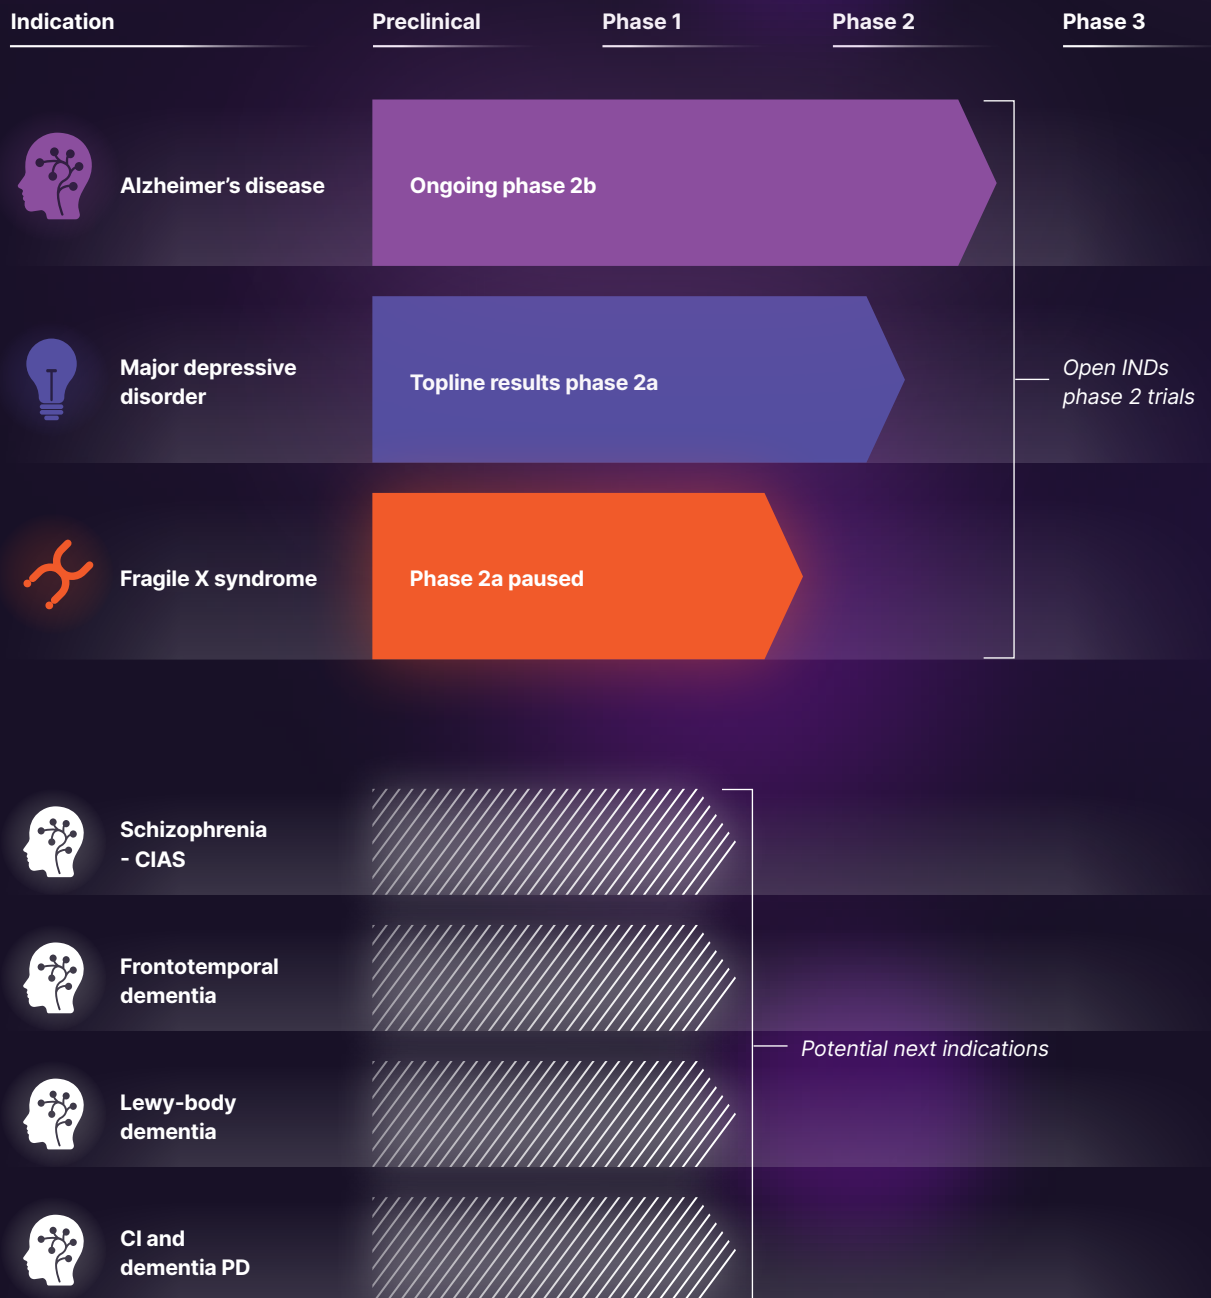 Indication Preclinical Phase 1 Phase 2 Phase 3
Alzheimer’s disease
Ongoing phase 2b
Major depressive
disorder
Topline results phase 2a
Open INDs
phase 2 trials
Fragile X syndrome
Phase 2a paused
Schizophrenia
- CIAS
Frontotemporal
dementia
Potential next indications
Lewy-body
dementia
CI and
dementia PD